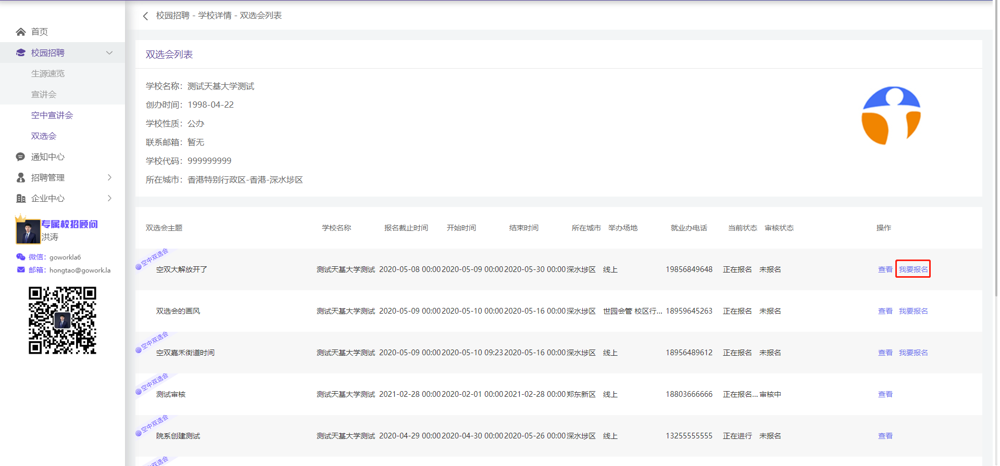 校园招聘 - 学校详情 - 双选会列表
首页
校园招聘
生源速览
宣讲会
空中宣讲会
双选会
通知中心
招聘管理
企业中心
专属校招顾问
洪涛
微信：goworkla6
邮箱：hongtao@gowork.la
双选会列表
学校名称：测试天基大学测试
创办时间：1998-04-22
学校性质：公办
联系邮箱：暂无
学校代码：999999999
所在城市：香港特别行政区-香港-深水埗区
双选会主题 学校名称 报名截止时间 开始时间 结束时间 所在城市 举办场地 就业办电话 当前状态 审核状态 操作
空中双选会
空双大解放开了 测试天基大学测试 2020-05-08 00:00 2020-05-09 00:00 2020-05-30 00:00 深水埗区 线上 19856849648 正在报名 未报名 查看 我要报名
双选会的画风 测试天基大学测试 2020-05-09 00:00 2020-05-10 00:00 2020-05-16 00:00 深水埗区 世园会管 校区行... 18959645263 正在报名 未报名 查看 我要报名
空中双选会
空双嘉禾街道时间 测试天基大学测试 2020-05-09 00:00 2020-05-10 09:23 2020-05-16 00:00 深水埗区 线上 18956489612 正在报名 未报名 查看 我要报名
空中双选会
测试审核 测试天基大学测试 2021-02-28 00:00 2020-02-01 00:00 2021-02-28 00:00 郑东新区 线上 18803666666 正在报名... 审核中 查看
空中双选会
院系创建测试 测试天基大学测试 2020-04-29 00:00 2020-04-30 00:00 2020-05-26 00:00 深水埗区 线上 13255555555 正在进行 未报名 查看
双选会